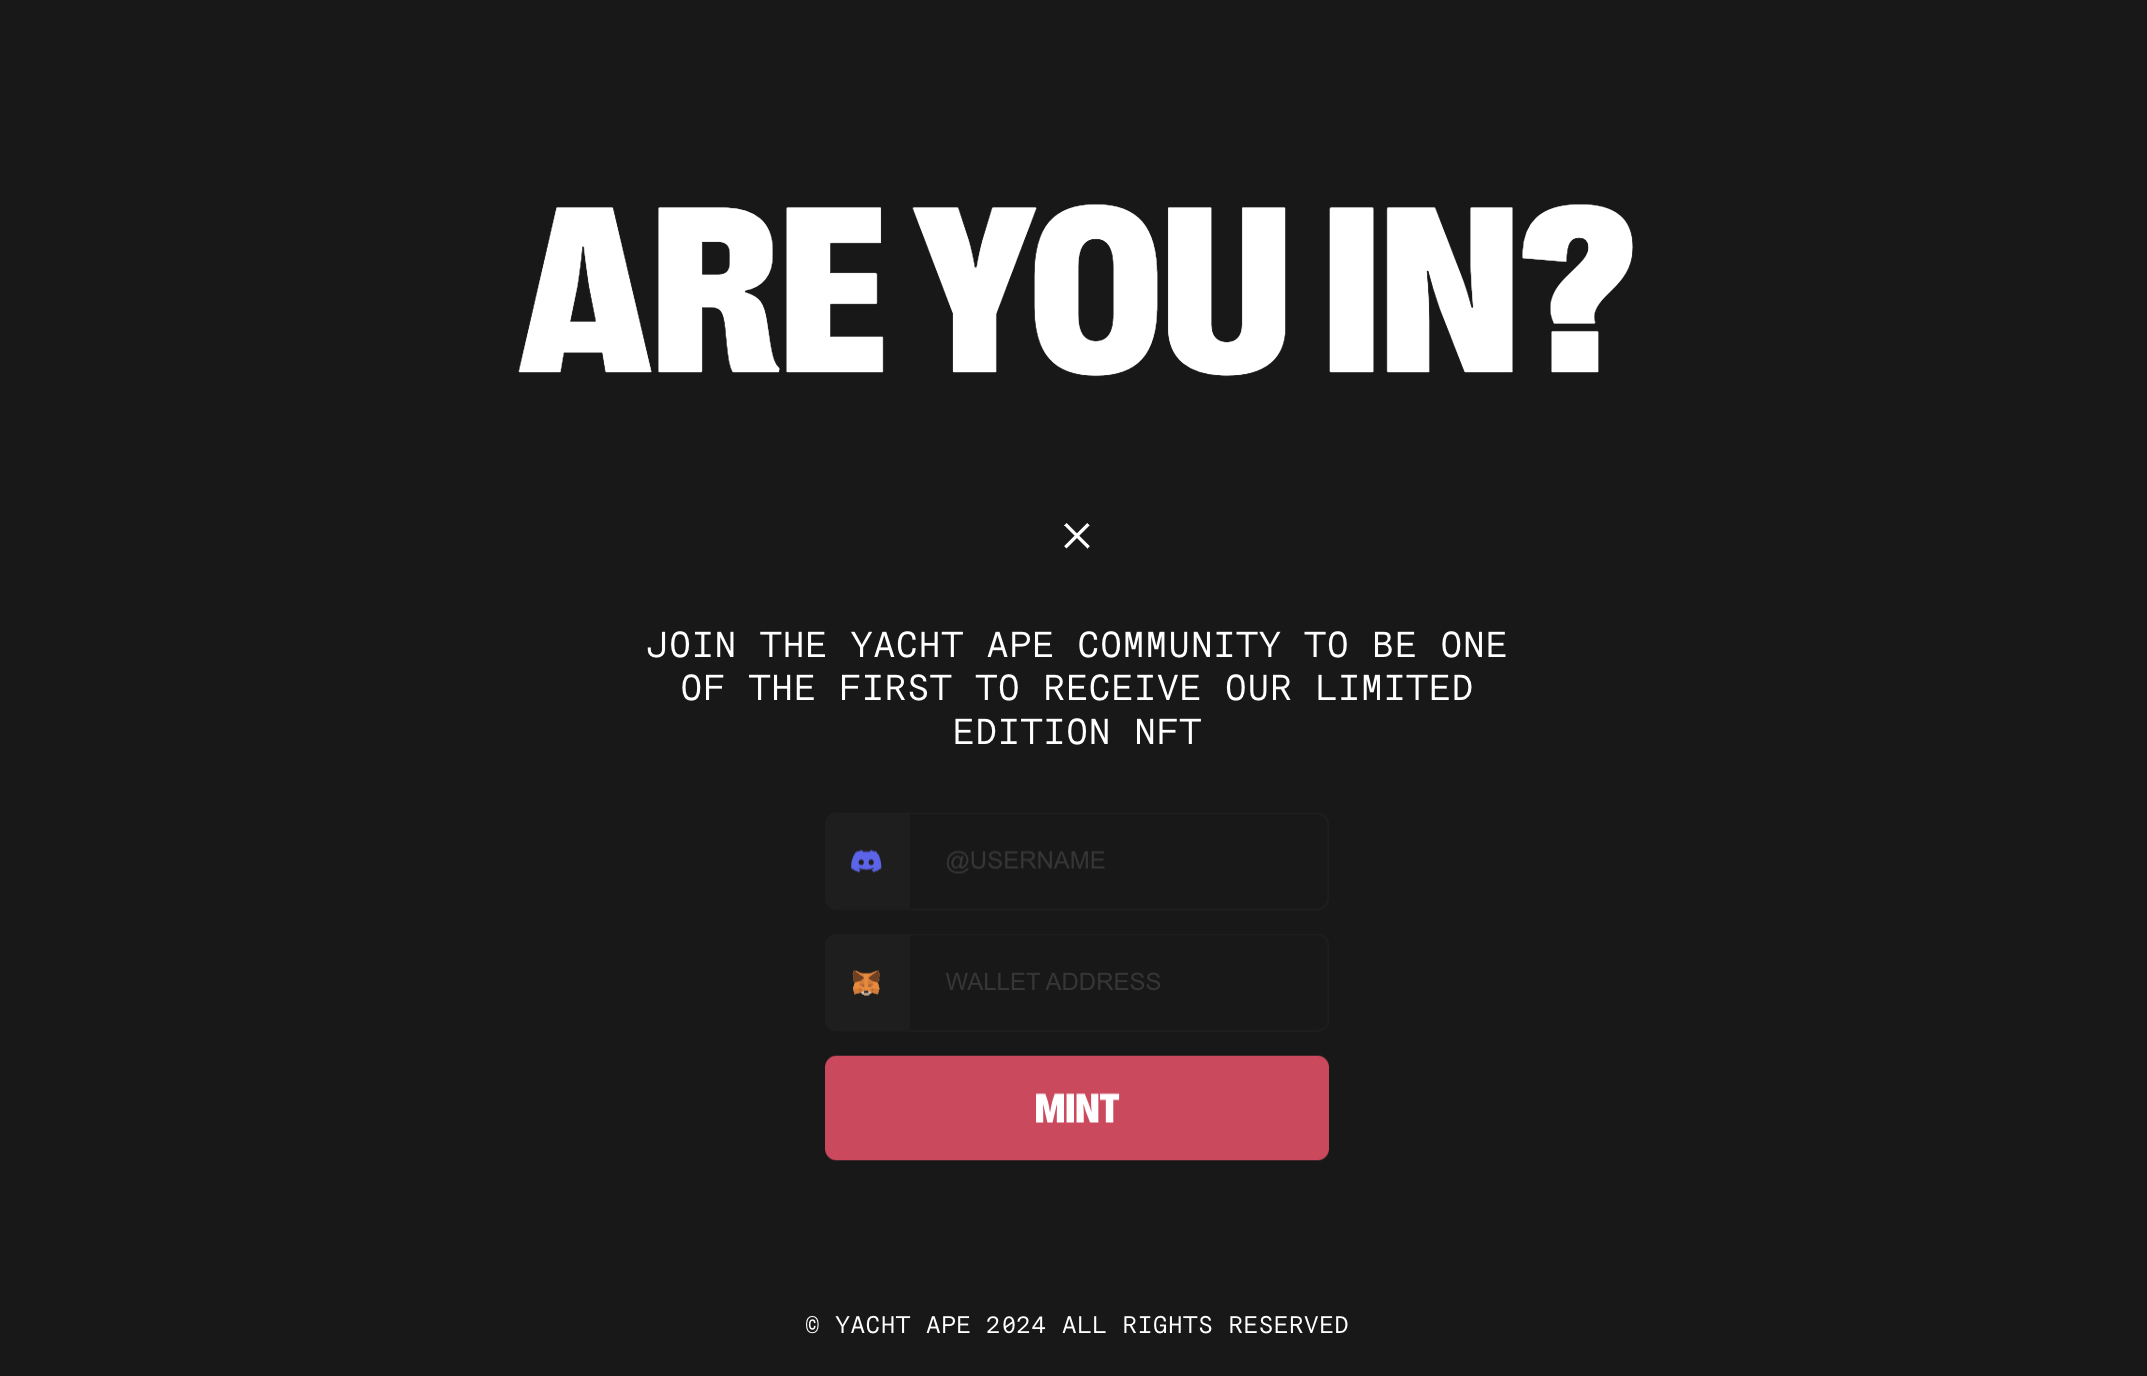 ARE YOU IN?
JOIN THE YACHT APE COMMUNITY TO BE ONE
OF THE FIRST TO RECEIVE OUR LIMITED
EDITION NFT
@USERNAME
WALLET ADDRESS
MINT
© YACHT APE 2024 ALL RIGHTS RESERVED